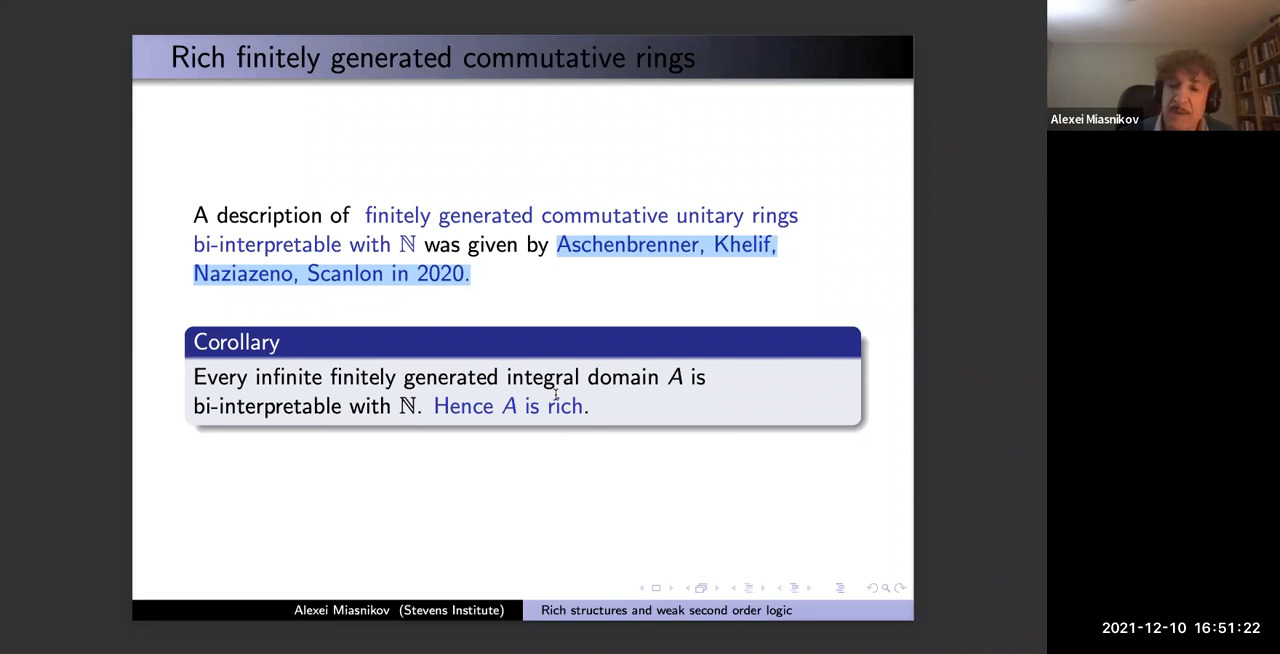 Rich finitely generated commutative rings
Alexei Miasnikov
A description of finitely generated commutative unitary rings
bi-interpretable with ℕ was given by Aschenbrenner, Khelif,
Naziazeno, Scanlon in 2020.
Corollary
Every infinite finitely generated integral domain A is
bi-interpretable with ℕ. Hence A is rich.
Alexei Miasnikov (Stevens Institute)
Rich structures and weak second order logic
2021-12-10 16:51:22